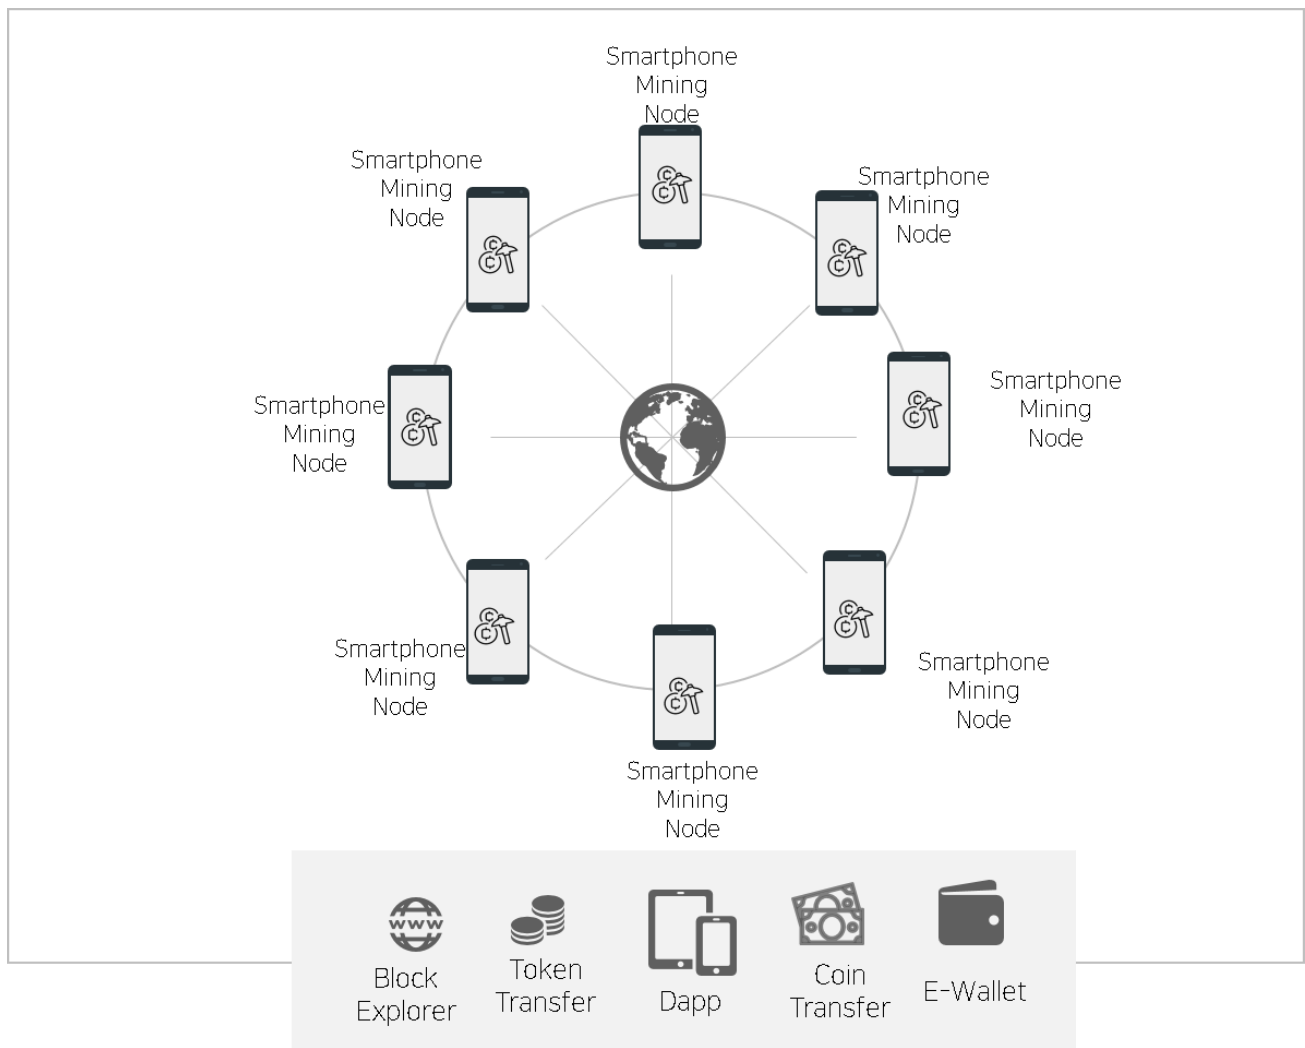 Smartphone
Mining
Node
Smartphone
Mining
Node
Smartphone
Mining
Node
Smartphone
Mining
Node
Smartphone
Mining
Node
Smartphone
Mining
Node
Smartphone
Mining
Node
Smartphone
Mining
Node
www
Block
Explorer
Token
Transfer
Dapp
Coin
Transfer
E-Wallet